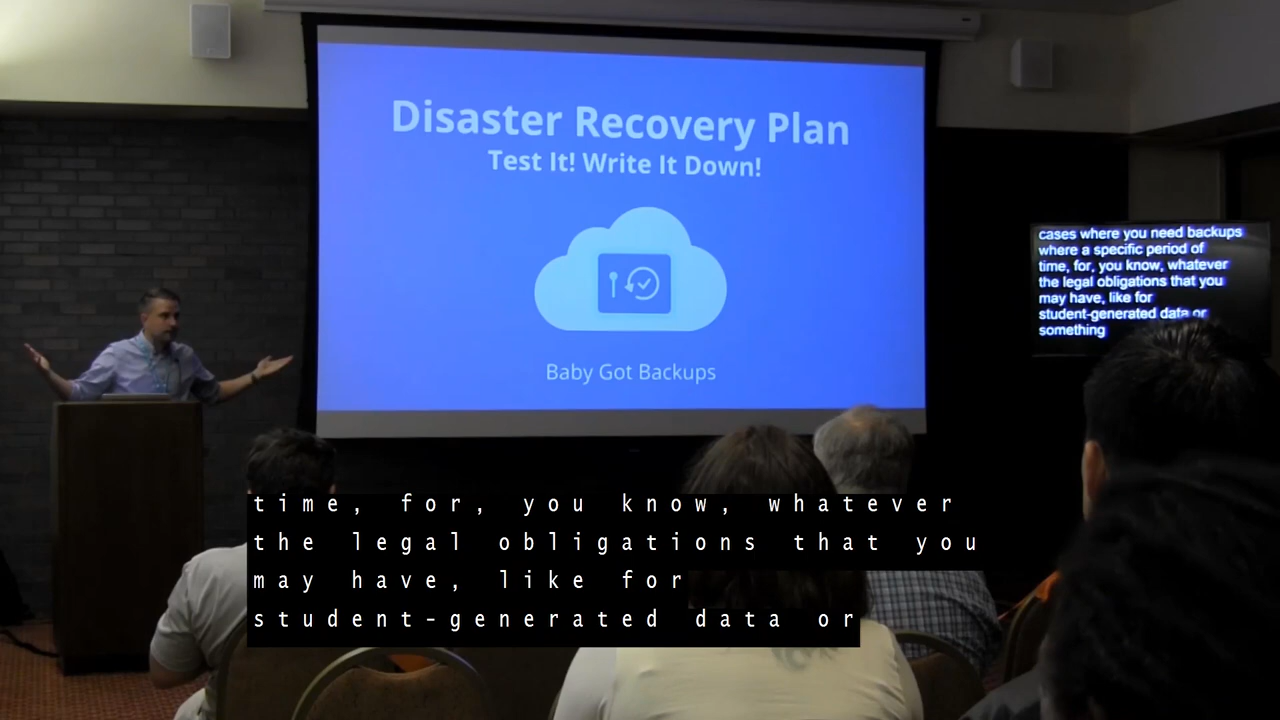 Disaster Recovery Plan
Test It! Write It Down!
Baby Got Backups
cases where you need backups
where a specific period of
time, for, you know, whatever
the legal obligations that you
may have, like for
student-generated data or
something
time, for, you know, whatever
the legal obligations that you
may have, like for
student-generated data or